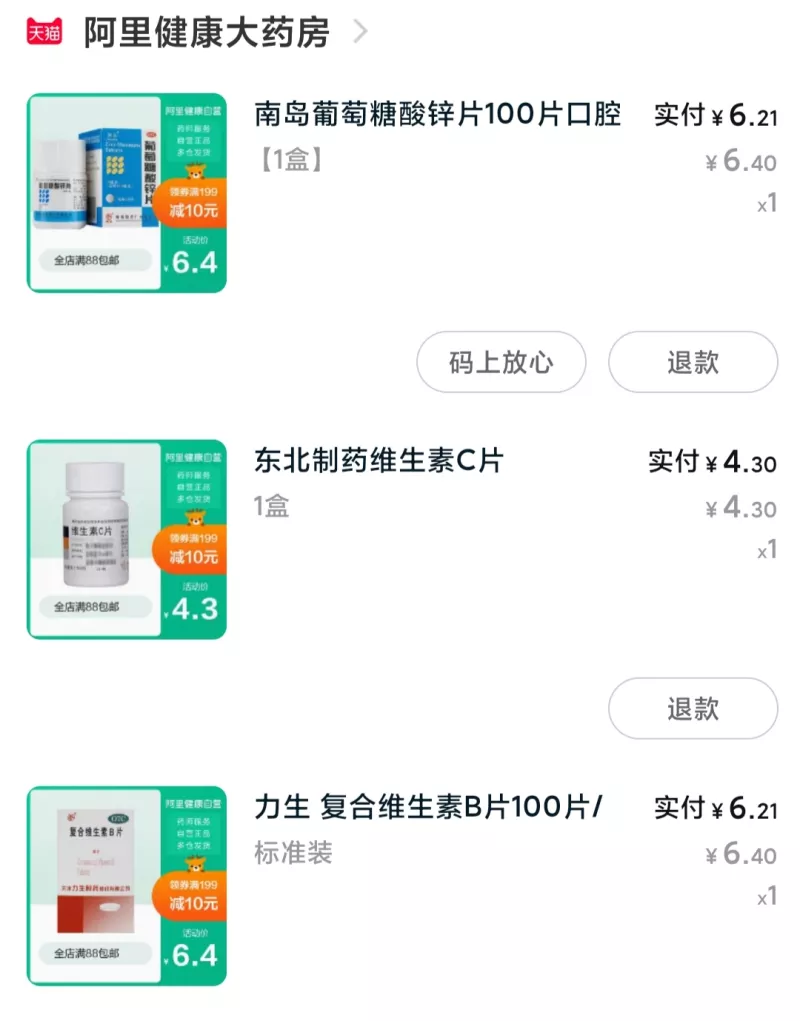 天猫 阿里健康大药房
阿里健康自营
药师服务
自营正品
多仓发货
葡萄糖酸锌片
领券满199
减10元
活动价
¥6.4
全店满88包邮
南岛葡萄糖酸锌片100片口腔
【1盒】
实付¥6.21
¥6.40
x1
码上放心
退款
阿里健康自营
药师服务
自营正品
多仓发货
维生素C片
领券满199
减10元
活动价
¥4.3
全店满88包邮
东北制药维生素C片
1盒
实付¥4.30
¥4.30
x1
退款
阿里健康自营
药师服务
自营正品
多仓发货
OTC
复合维生素B片
天津力生制药股份有限公司
领券满199
减10元
活动价
¥6.4
全店满88包邮
力生 复合维生素B片100片/
标准装
实付¥6.21
¥6.40
x1